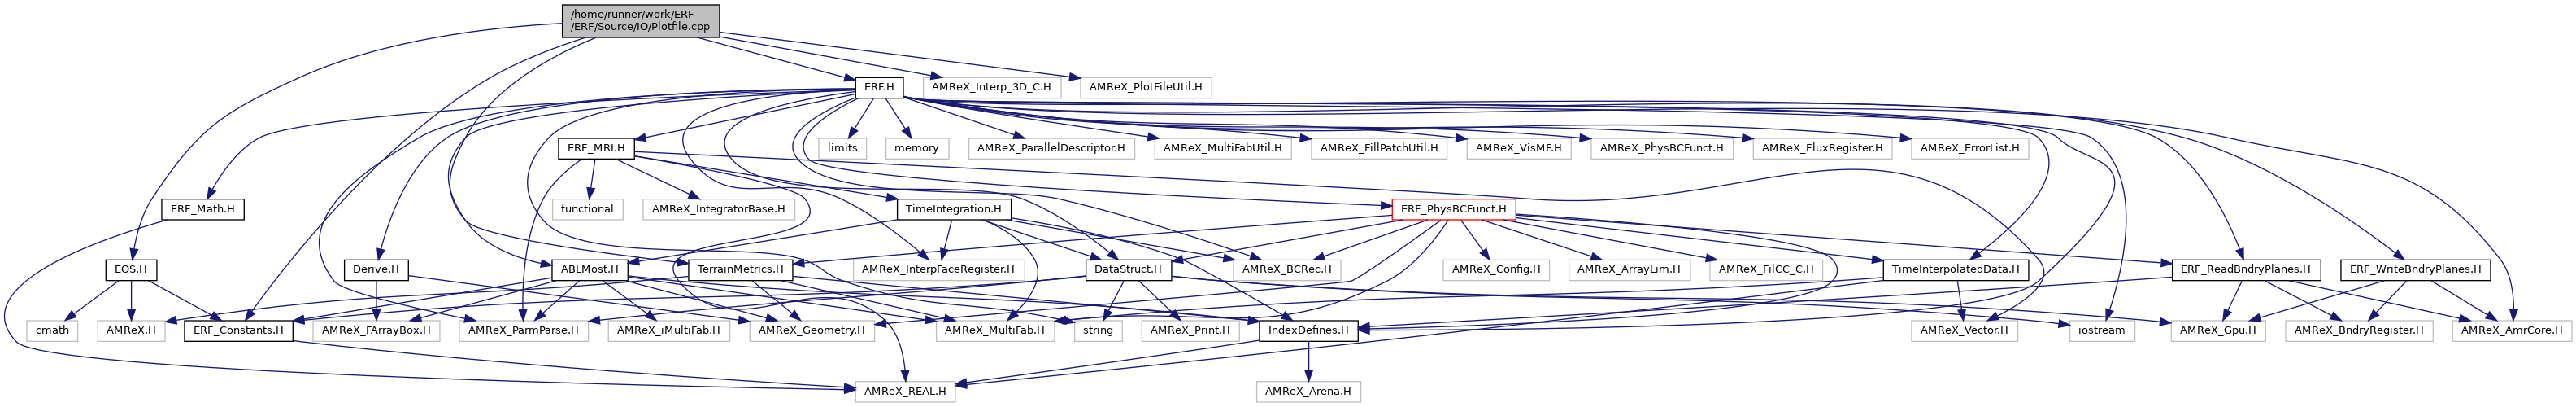 /home/runner/work/ERF
/ERF/Source/IO/Plotfile.cpp
ERF.H
AMReX_Interp_3D_C.H
AMReX_PlotFileUtil.H
ERF_MRI.H
limits
memory
AMReX_ParallelDescriptor.H
AMReX_MultiFabUtil.H
AMReX_FillPatchUtil.H
AMReX_VisMF.H
AMReX_PhysBCFunct.H
AMReX_FluxRegister.H
AMReX_ErrorList.H
ERF_Math.H
functional
AMReX_IntegratorBase.H
TimeIntegration.H
ERF_PhysBCFunct.H
EOS.H
Derive.H
ABLMost.H
TerrainMetrics.H
AMReX_InterpFaceRegister.H
DataStruct.H
AMReX_BCRec.H
AMReX_Config.H
AMReX_ArrayLim.H
AMReX_FilCC_C.H
TimeInterpolatedData.H
ERF_ReadBndryPlanes.H
ERF_WriteBndryPlanes.H
cmath
AMReX.H
ERF_Constants.H
AMReX_FArrayBox.H
AMReX_ParmParse.H
AMReX_iMultiFab.H
AMReX_Geometry.H
AMReX_MultiFab.H
string
AMReX_Print.H
IndexDefines.H
AMReX_Vector.H
iostream
AMReX_Gpu.H
AMReX_BndryRegister.H
AMReX_AmrCore.H
AMReX_REAL.H
AMReX_Arena.H